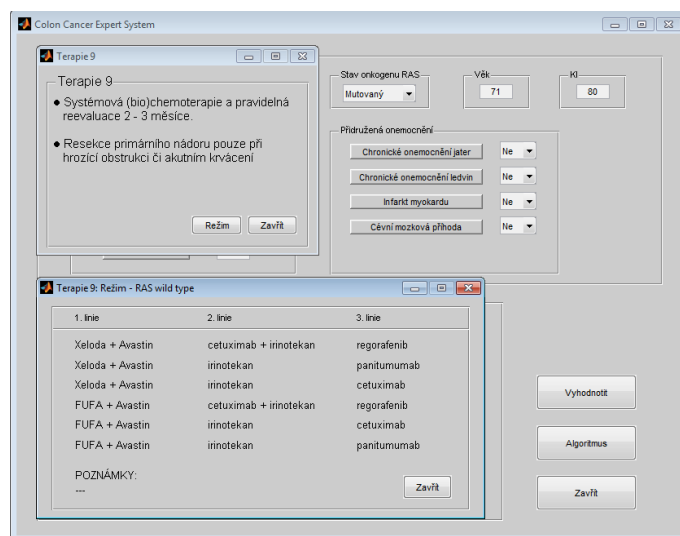 Colon Cancer Expert System
Terapie 9
Terapie 9
• Systémová (bio)chemoterapie a pravidelná
reevaluace 2 - 3 měsíce.
• Resekce primárního nádoru pouze při
hrozící obstrukci či akutním krvácení
Režim Zavřít
Stav onkogenu RAS
Mutovaný
Věk
71
KI
80
Přidružená onemocnění
Chronické onemocnění jater Ne
Chronické onemocnění ledvin Ne
Infarkt myokardu Ne
Cévní mozková příhoda Ne
Terapie 9: Režim - RAS wild type
1. linie 2. linie 3. linie
Xeloda + Avastin cetuximab + irinotekan regorafenib
Xeloda + Avastin irinotekan panitumumab
Xeloda + Avastin irinotekan cetuximab
FUFA + Avastin cetuximab + irinotekan regorafenib
FUFA + Avastin irinotekan cetuximab
FUFA + Avastin irinotekan panitumumab
POZNÁMKY:
---
Zavřít
Vyhodnotit
Algoritmus
Zavřít